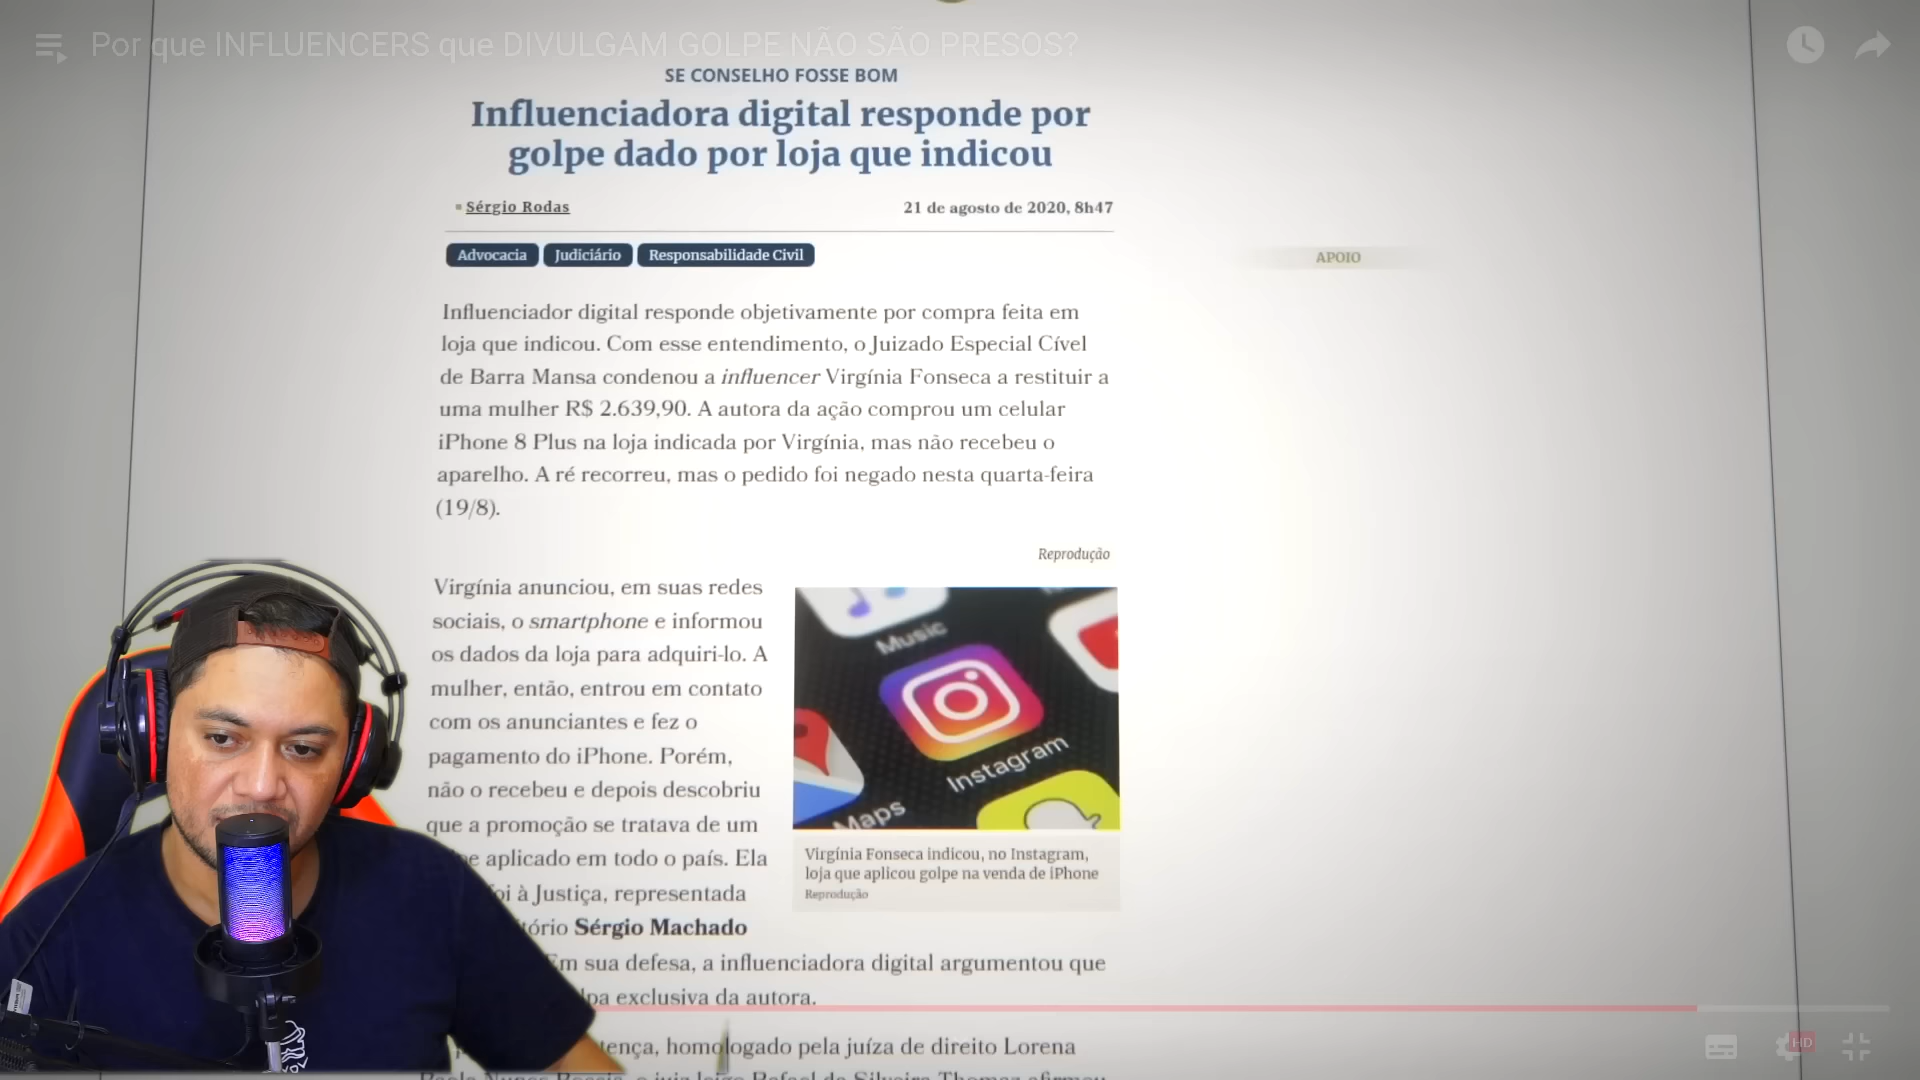 Por que INFLUENCERS que DIVULGAM GOLPE NÃO SÃO PRESOS?
SE CONSELHO FOSSE BOM
Influenciadora digital responde por
golpe dado por loja que indicou
Sérgio Rodas
21 de agosto de 2020, 8h47
Advocacia
Judiciário
Responsabilidade Civil
APOIO
Influenciador digital responde objetivamente por compra feita em
loja que indicou. Com esse entendimento, o Juizado Especial Cível
de Barra Mansa condenou a influencer Virgínia Fonseca a restituir a
uma mulher R$ 2.639,90. A autora da ação comprou um celular
iPhone 8 Plus na loja indicada por Virgínia, mas não recebeu o
aparelho. A ré recorreu, mas o pedido foi negado nesta quarta-feira
(19/8).
Reprodução
Virgínia anunciou, em suas redes
sociais, o smartphone e informou
os dados da loja para adquiri-lo. A
mulher, então, entrou em contato
com os anunciantes e fez o
pagamento do iPhone. Porém,
não o recebeu e depois descobriu
que a promoção se tratava de um
pe aplicado em todo o país. Ela
oi à Justiça, representada
tório Sérgio Machado
Em sua defesa, a influenciadora digital argumentou que
lpa exclusiva da autora.
tença, homologado pela juíza de direito Lorena
Music
Instagram
Maps
Virgínia Fonseca indicou, no Instagram,
loja que aplicou golpe na venda de iPhone
Reprodução
HD